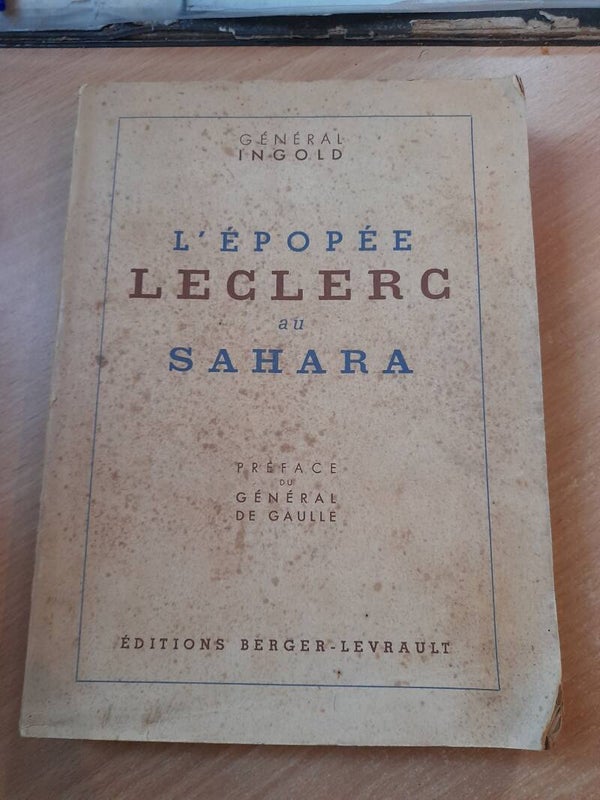 GÉNÉRAL
INGOLD
L'ÉPOPÉE
LECLERC
au
SAHARA
PRÉFACE
DU
GÉNÉRAL
DE GAULLE
ÉDITIONS BERGER-LEVRAULT